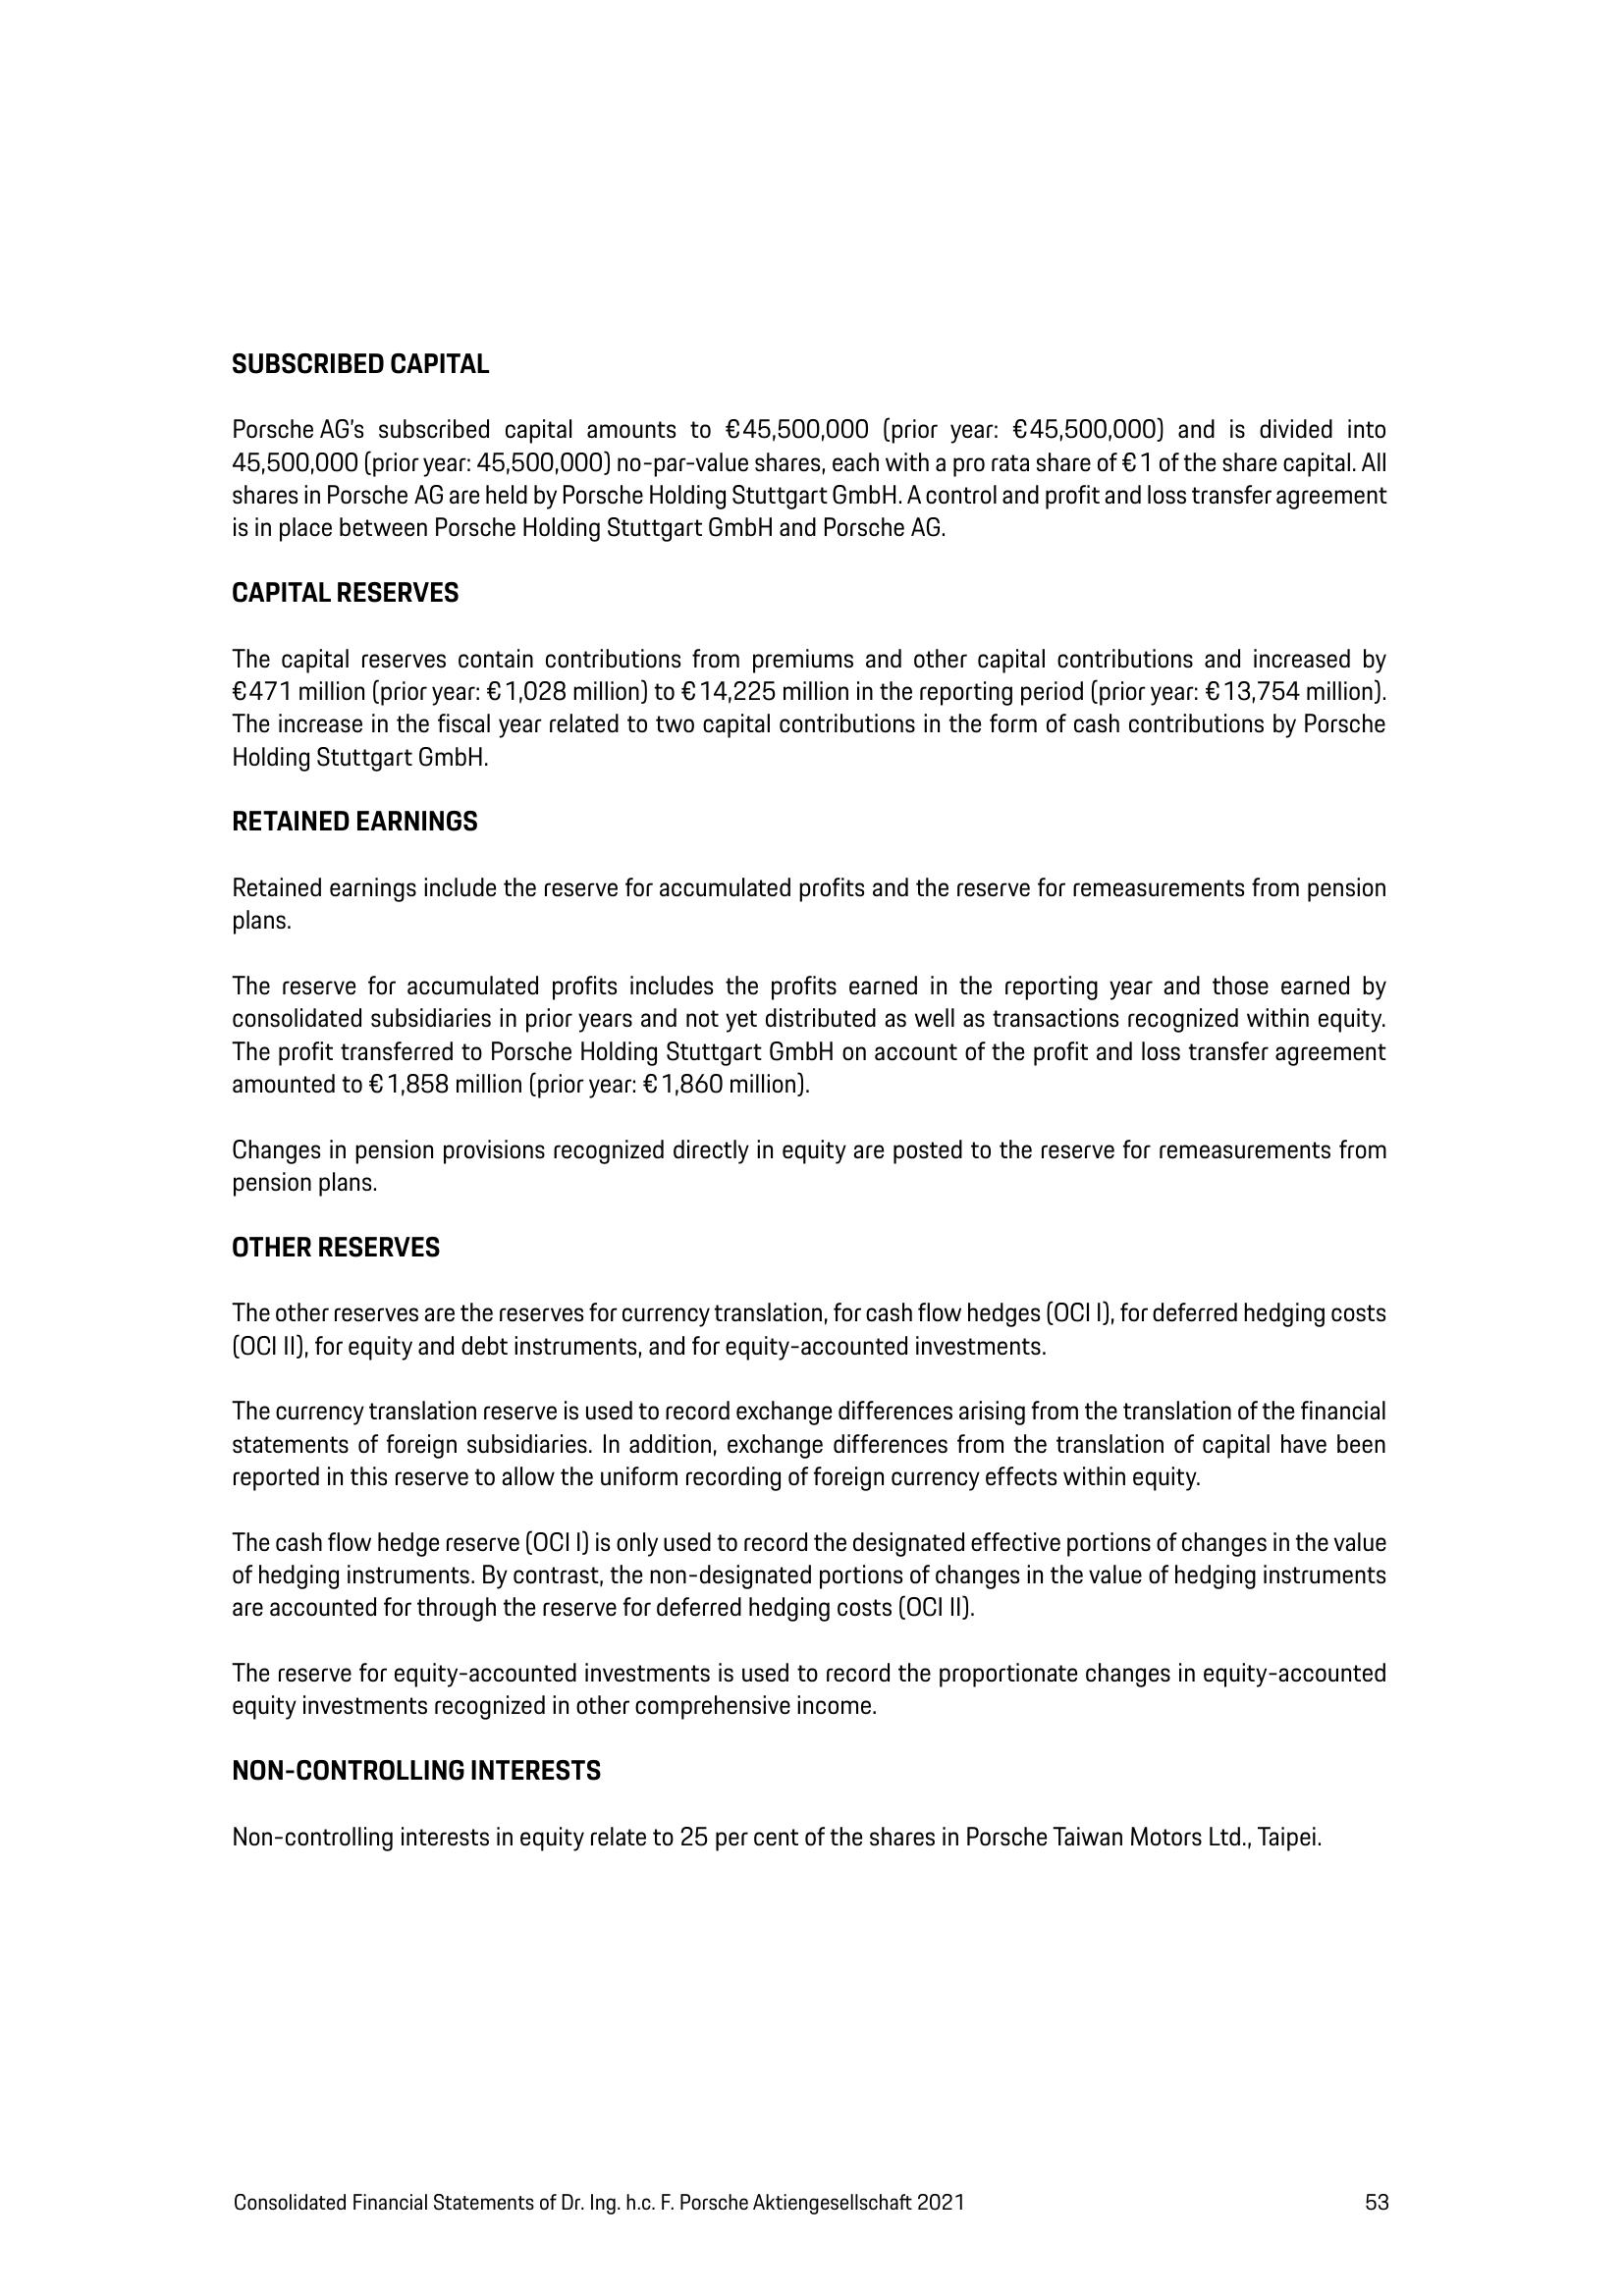 SUBSCRIBED CAPITAL
Porsche AG's subscribed capital amounts to €45,500,000 (prior year: €45,500,000) and is divided into
45,500,000 (prior year: 45,500,000) no-par-value shares, each with a pro rata share of €1 of the share capital. All
shares in Porsche AG are held by Porsche Holding Stuttgart GmbH. A control and profit and loss transfer agreement
is in place between Porsche Holding Stuttgart GmbH and Porsche AG.
CAPITAL RESERVES
The capital reserves contain contributions from premiums and other capital contributions and increased by
€471 million (prior year: €1,028 million) to €14,225 million in the reporting period (prior year: €13,754 million).
The increase in the fiscal year related to two capital contributions in the form of cash contributions by Porsche
Holding Stuttgart GmbH.
RETAINED EARNINGS
Retained earnings include the reserve for accumulated profits and the reserve for remeasurements from pension
plans.
The reserve for accumulated profits includes the profits earned in the reporting year and those earned by
consolidated subsidiaries in prior years and not yet distributed as well as transactions recognized within equity.
The profit transferred to Porsche Holding Stuttgart GmbH on account of the profit and loss transfer agreement
amounted to €1,858 million (prior year: €1,860 million).
Changes in pension provisions recognized directly in equity are posted to the reserve for remeasurements from
pension plans.
OTHER RESERVES
The other reserves are the reserves for currency translation, for cash flow hedges (OCI I), for deferred hedging costs
(OCI II), for equity and debt instruments, and for equity-accounted investments.
The currency translation reserve is used to record exchange differences arising from the translation of the financial
statements of foreign subsidiaries. In addition, exchange differences from the translation of capital have been
reported in this reserve to allow the uniform recording of foreign currency effects within equity.
The cash flow hedge reserve (OCI I) is only used to record the designated effective portions of changes in the value
of hedging instruments. By contrast, the non-designated portions of changes in the value of hedging instruments
are accounted for through the reserve for deferred hedging costs (OCI II).
The reserve for equity-accounted investments is used to record the proportionate changes in equity-accounted
equity investments recognized in other comprehensive income.
NON-CONTROLLING INTERESTS
Non-controlling interests in equity relate to 25 per cent of the shares in Porsche Taiwan Motors Ltd., Taipei.
Consolidated Financial Statements of Dr. Ing. h.c. F. Porsche Aktiengesellschaft 2021 53